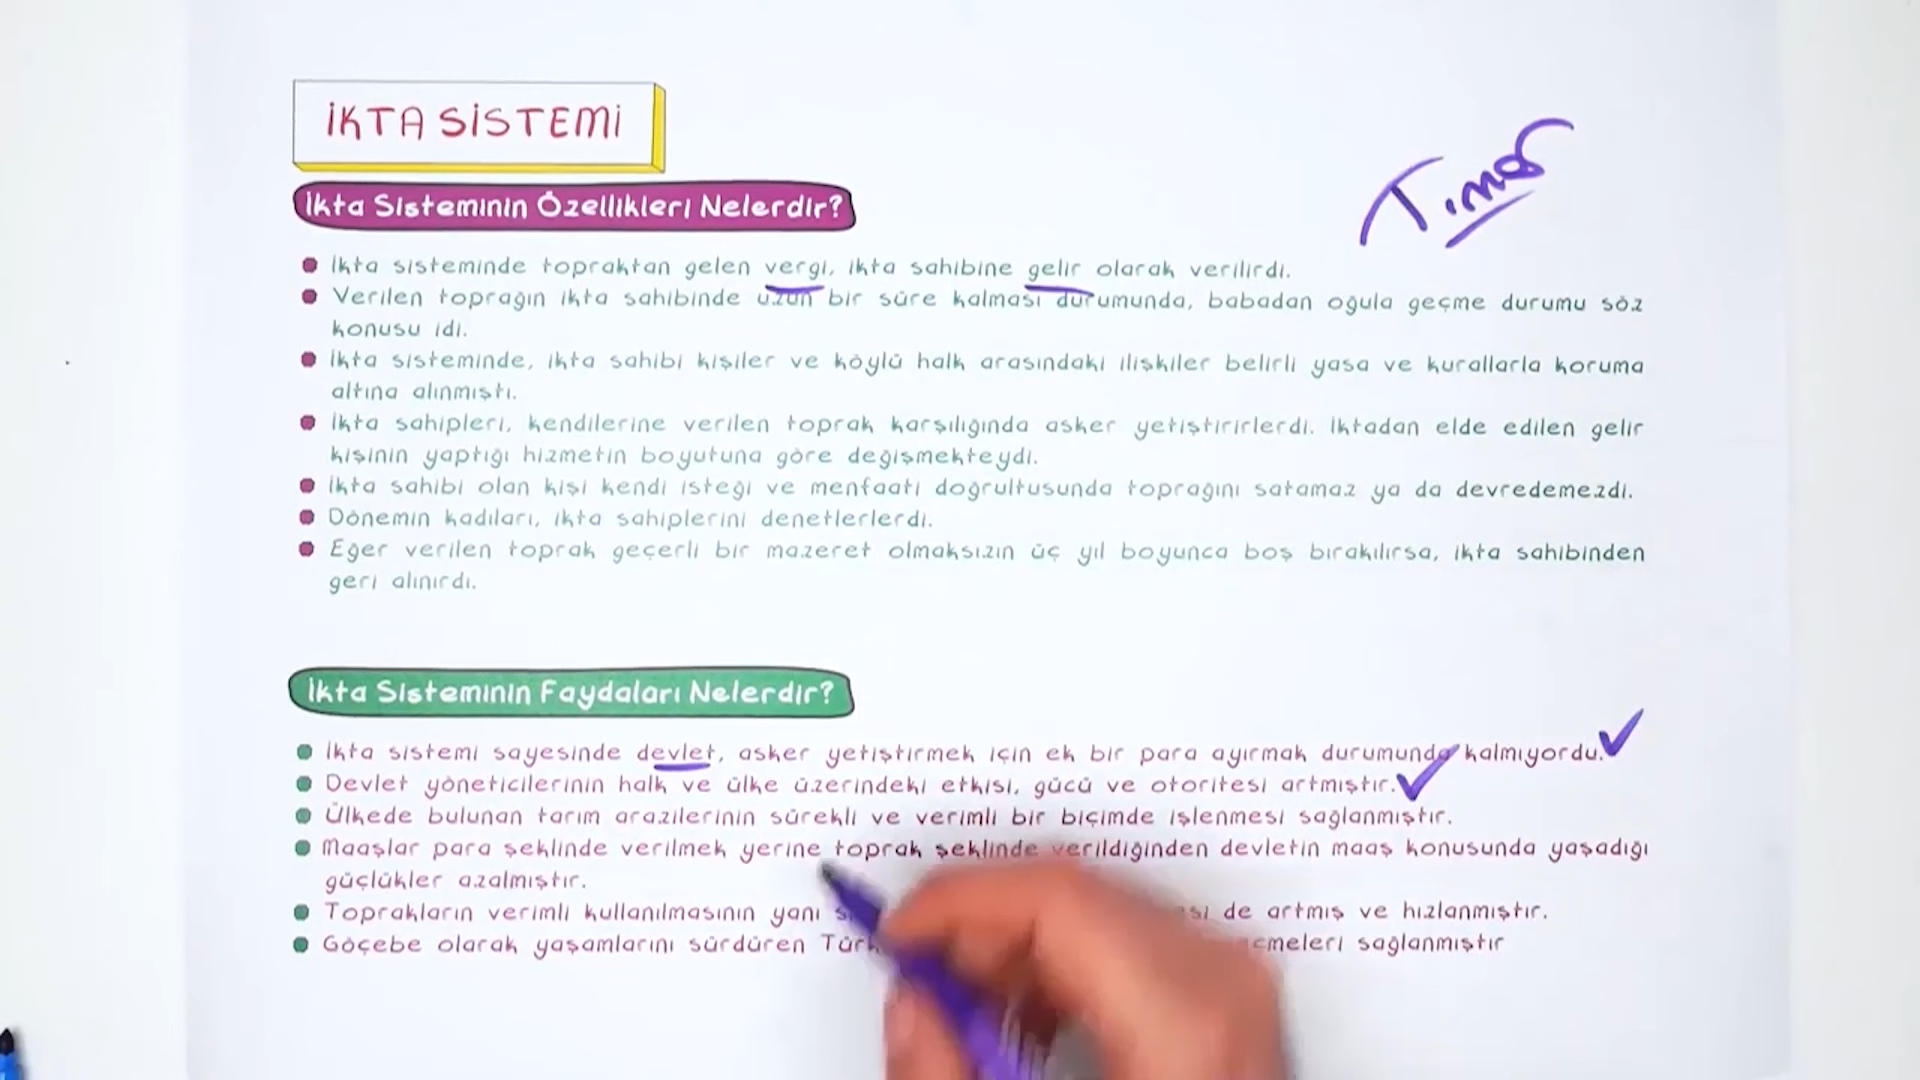 İKTA SİSTEMİ
Tımar
İkta Sisteminin Özellikleri Nelerdir?
İkta sisteminde topraktan gelen vergi, ikta sahibine gelir olarak verilirdi.
Verilen toprağın ikta sahibinde uzun bir süre kalması durumunda, babadan oğula geçme durumu söz
konusu idi.
İkta sisteminde, ikta sahibi kişiler ve köylü halk arasındaki ilişkiler belirli yasa ve kurallarla koruma
altına alınmıştı.
İkta sahipleri, kendilerine verilen toprak karşılığında asker yetiştirirlerdi. İktadan elde edilen gelir
kişinin yaptığı hizmetin boyutuna göre değişmekteydi.
İkta sahibi olan kişi kendi isteği ve menfaati doğrultusunda toprağını satamaz ya da devredemezdi.
Dönemin kadıları, ikta sahiplerini denetlerlerdi.
Eğer verilen toprak geçerli bir mazeret olmaksızın üç yıl boyunca boş bırakılırsa, ikta sahibinden
geri alınırdı.
İkta Sisteminin Faydaları Nelerdir?
İkta sistemi sayesinde devlet, asker yetiştirmek için ek bir para ayırmak durumunda kalmıyordu.
Devlet yöneticilerinin halk ve ülke üzerindeki etkisi, gücü ve otoritesi artmıştır.
Ülkede bulunan tarım arazilerinin sürekli ve verimli bir biçimde işlenmesi sağlanmıştır.
Maaşlar para şeklinde verilmek yerine toprak şeklinde verildiğinden devletin maaş konusunda yaşadığı
güçlükler azalmıştır.
Toprakların verimli kullanılmasının yanı de artmış ve hızlanmıştır.
Göçebe olarak yaşamlarını sürdüren sağlanmıştır